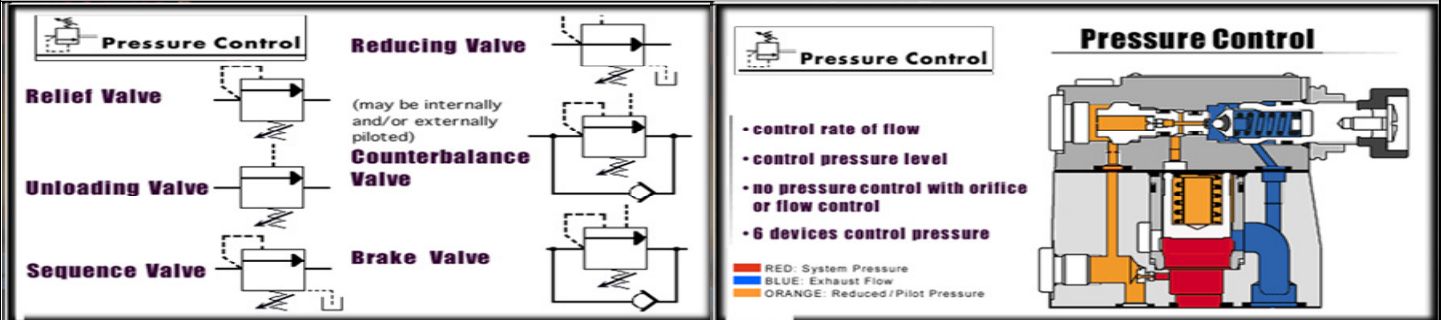 Pressure Control
Relief Valve
Unloading Valve
Sequence Valve
Reducing Valve
(may be internally
and/or externally
piloted)
Counterbalance
Valve
Brake Valve
Pressure Control
Pressure Control
• control rate of flow
• control pressure level
• no pressure control with orifice
or flow control
• 6 devices control pressure
RED: System Pressure
BLUE: Exhaust Flow
ORANGE: Reduced/Pilot Pressure